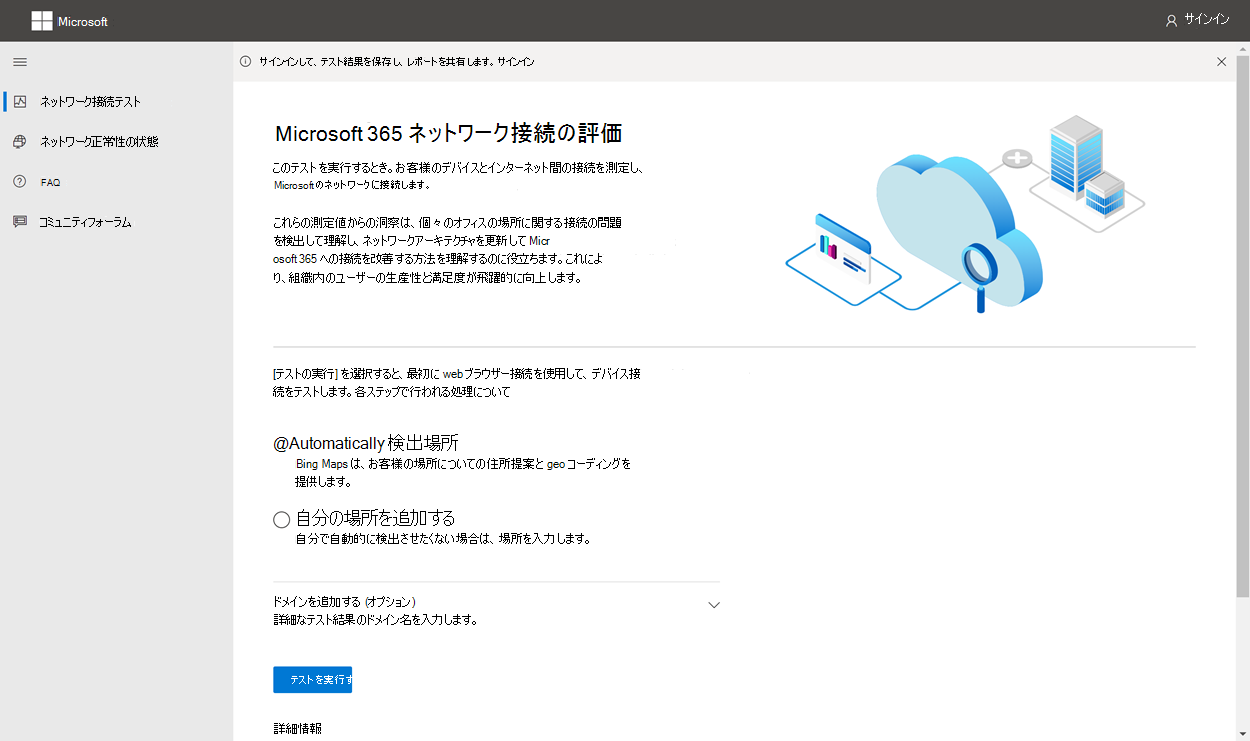 Microsoft
サインイン
サインインして、テスト結果を保存し、レポートを共有します。サインイン
ネットワーク接続テスト
ネットワーク正常性の状態
FAQ
コミュニティフォーラム
Microsoft 365 ネットワーク接続の評価
このテストを実行するとき。お客様のデバイスとインターネット間の接続を測定し、
Microsoftのネットワークに接続します。
これらの測定値からの洞察は、個々のオフィスの場所に関する接続の問題
を検出して理解し、ネットワークアーキテクチャを更新して Micr
osoft 365 への接続を改善する方法を理解するのに役立ちます。これによ
り、組織内のユーザーの生産性と満足度が飛躍的に向上します。
[テストの実行] を選択すると、最初に webブラウザー接続を使用して、デバイス接
続をテストします。各ステップで行われる処理について
@Automatically 検出場所
Bing Maps は、お客様の場所についての住所提案と geo コーディングを
提供します。
自分の場所を追加する
自分で自動的に検出させたくない場合は、場所を入力します。
ドメインを追加する (オプション)
詳細なテスト結果のドメイン名を入力します。
テストを実行す
詳細情報